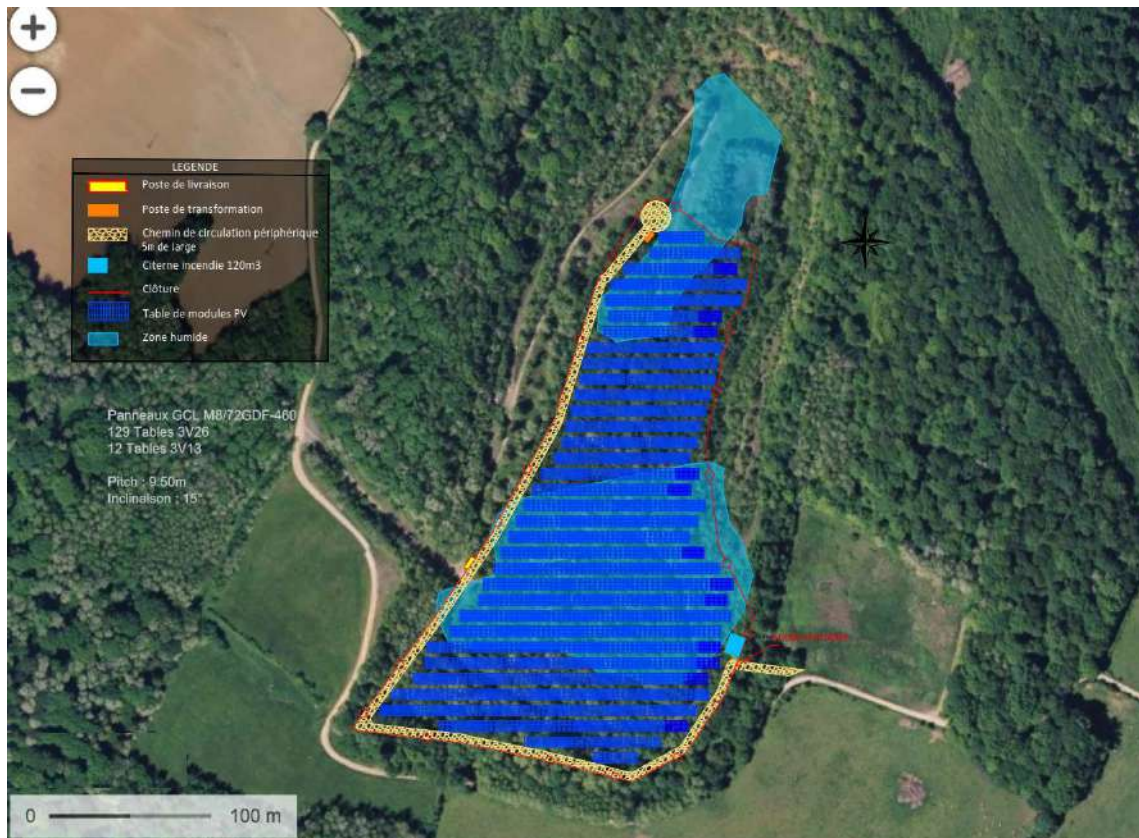 +
−
LEGENDE
Poste de livraison
Poste de transformation
Chemin de circulation périphérique
5m de large
Citerne incendie 120m3
Clôture
Table de modules PV
Zone humide
Panneaux GCL M8/72GDF-460
129 Tables 3V26
12 Tables 3V13
Pitch : 9.50m
Inclinaison : 15°
0 100 m